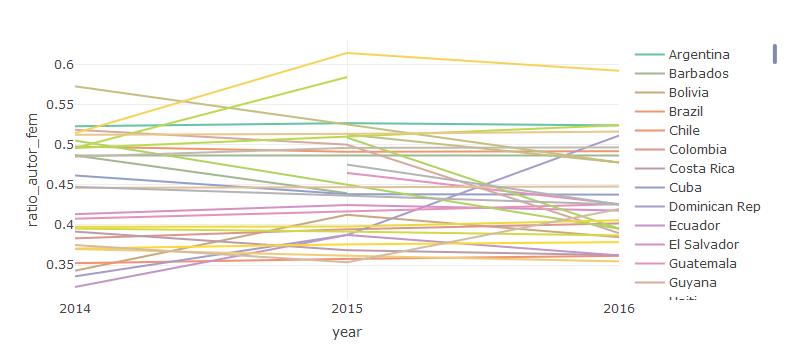 0.6
0.55
0.5
0.45
0.4
0.35
ratio_autor_fem
2014
2015
2016
year
Argentina
Barbados
Bolivia
Brazil
Chile
Colombia
Costa Rica
Cuba
Dominican Rep
Ecuador
El Salvador
Guatemala
Guyana